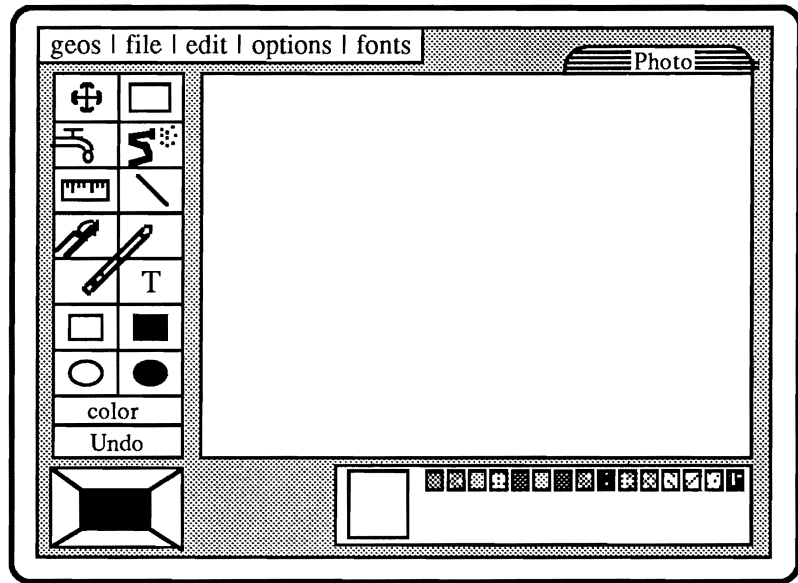 geos | file | edit | options | fonts
Photo
T
color
Undo